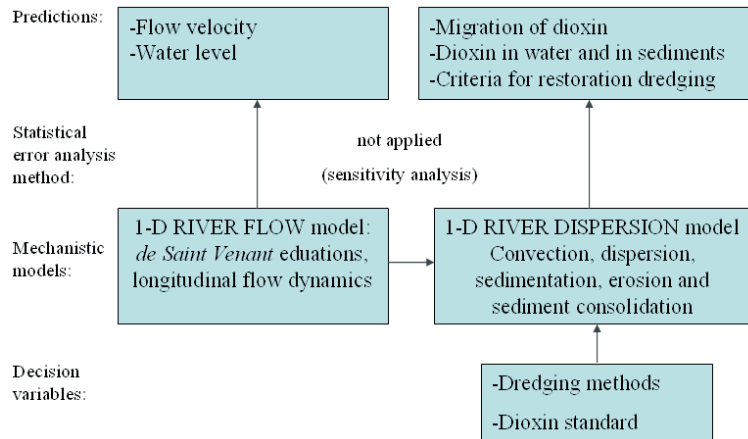 Predictions:
-Flow velocity
-Water level
-Migration of dioxin
-Dioxin in water and in sediments
-Criteria for restoration dredging
Statistical
error analysis
method:
not applied
(sensitivity analysis)
Mechanistic
models:
1-D RIVER FLOW model:
de Saint Venant eduations,
longitudinal flow dynamics
1-D RIVER DISPERSION model
Convection, dispersion,
sedimentation, erosion and
sediment consolidation
Decision
variables:
-Dredging methods
-Dioxin standard